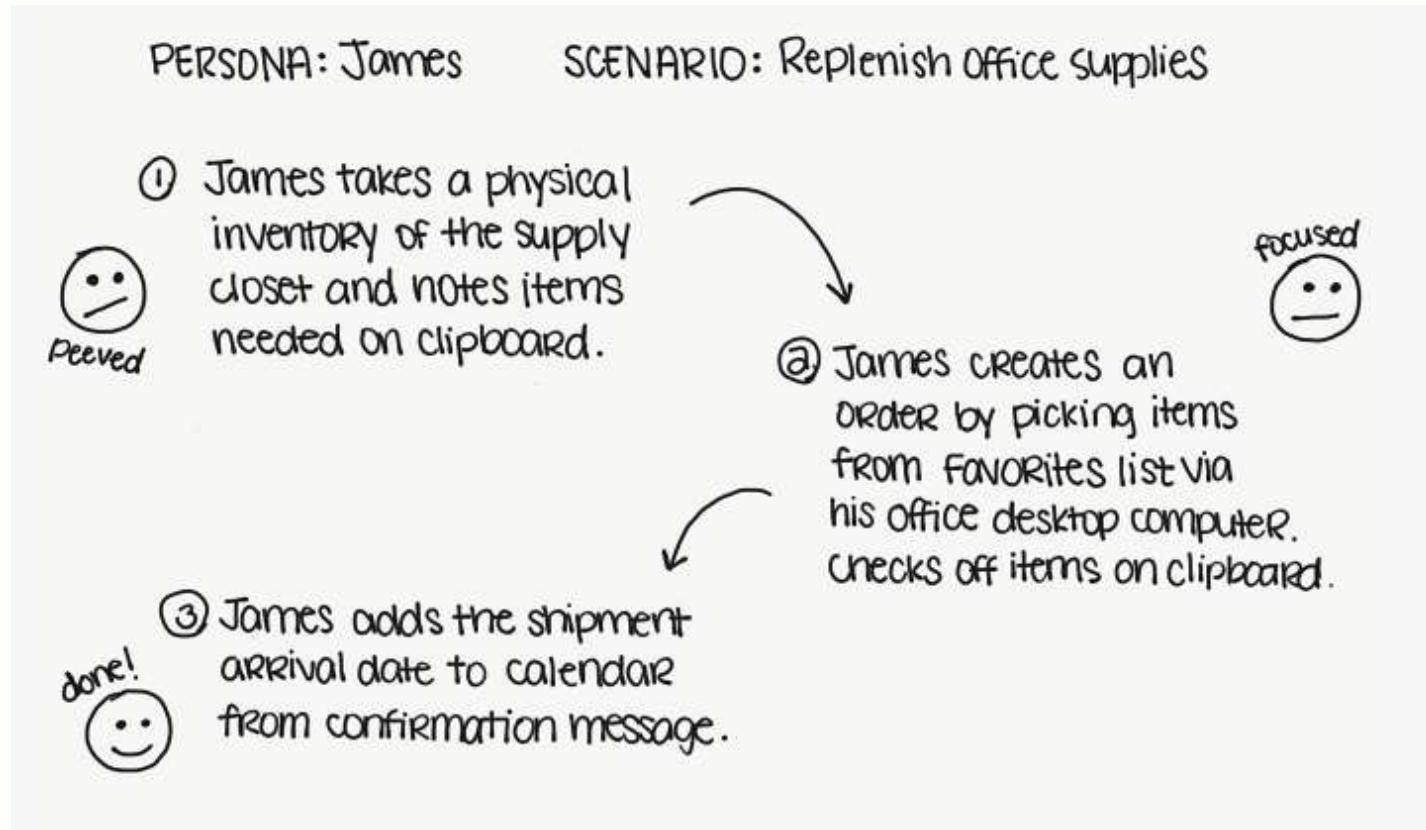 PERSONA: James SCENARIO: Replenish office supplies
1 James takes a physical
inventory of the supply
closet and notes items
needed on clipboard.
peeved
focused
2 James creates an
order by picking items
from favorites list via
his office desktop computer.
Checks off items on clipboard.
3 James adds the shipment
arrival date to calendar
from confirmation message.
done!